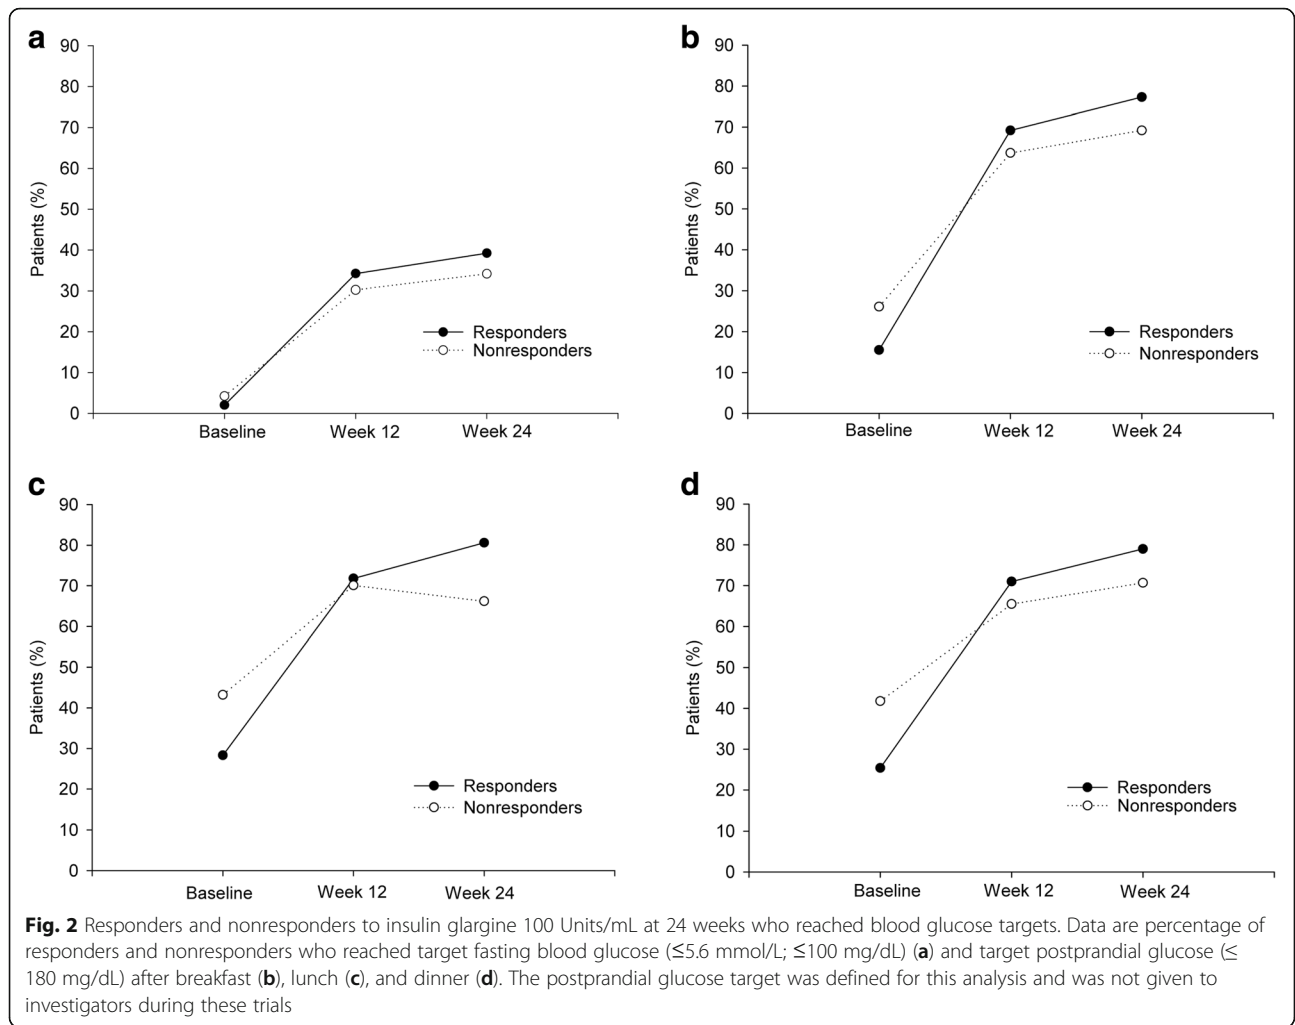 a
90
80
70
60
50
40
30
20
10
0
Patients (%)
Responders
Nonresponders
Baseline
Week 12
Week 24
b
90
80
70
60
50
40
30
20
10
0
Patients (%)
Responders
Nonresponders
Baseline
Week 12
Week 24
c
90
80
70
60
50
40
30
20
10
0
Patients (%)
Responders
Nonresponders
Baseline
Week 12
Week 24
d
90
80
70
60
50
40
30
20
10
0
Patients (%)
Responders
Nonresponders
Baseline
Week 12
Week 24
Fig. 2 Responders and nonresponders to insulin glargine 100 Units/mL at 24 weeks who reached blood glucose targets. Data are percentage of
responders and nonresponders who reached target fasting blood glucose (≤5.6 mmol/L; ≤100 mg/dL) (a) and target postprandial glucose (≤
180 mg/dL) after breakfast (b), lunch (c), and dinner (d). The postprandial glucose target was defined for this analysis and was not given to
investigators during these trials